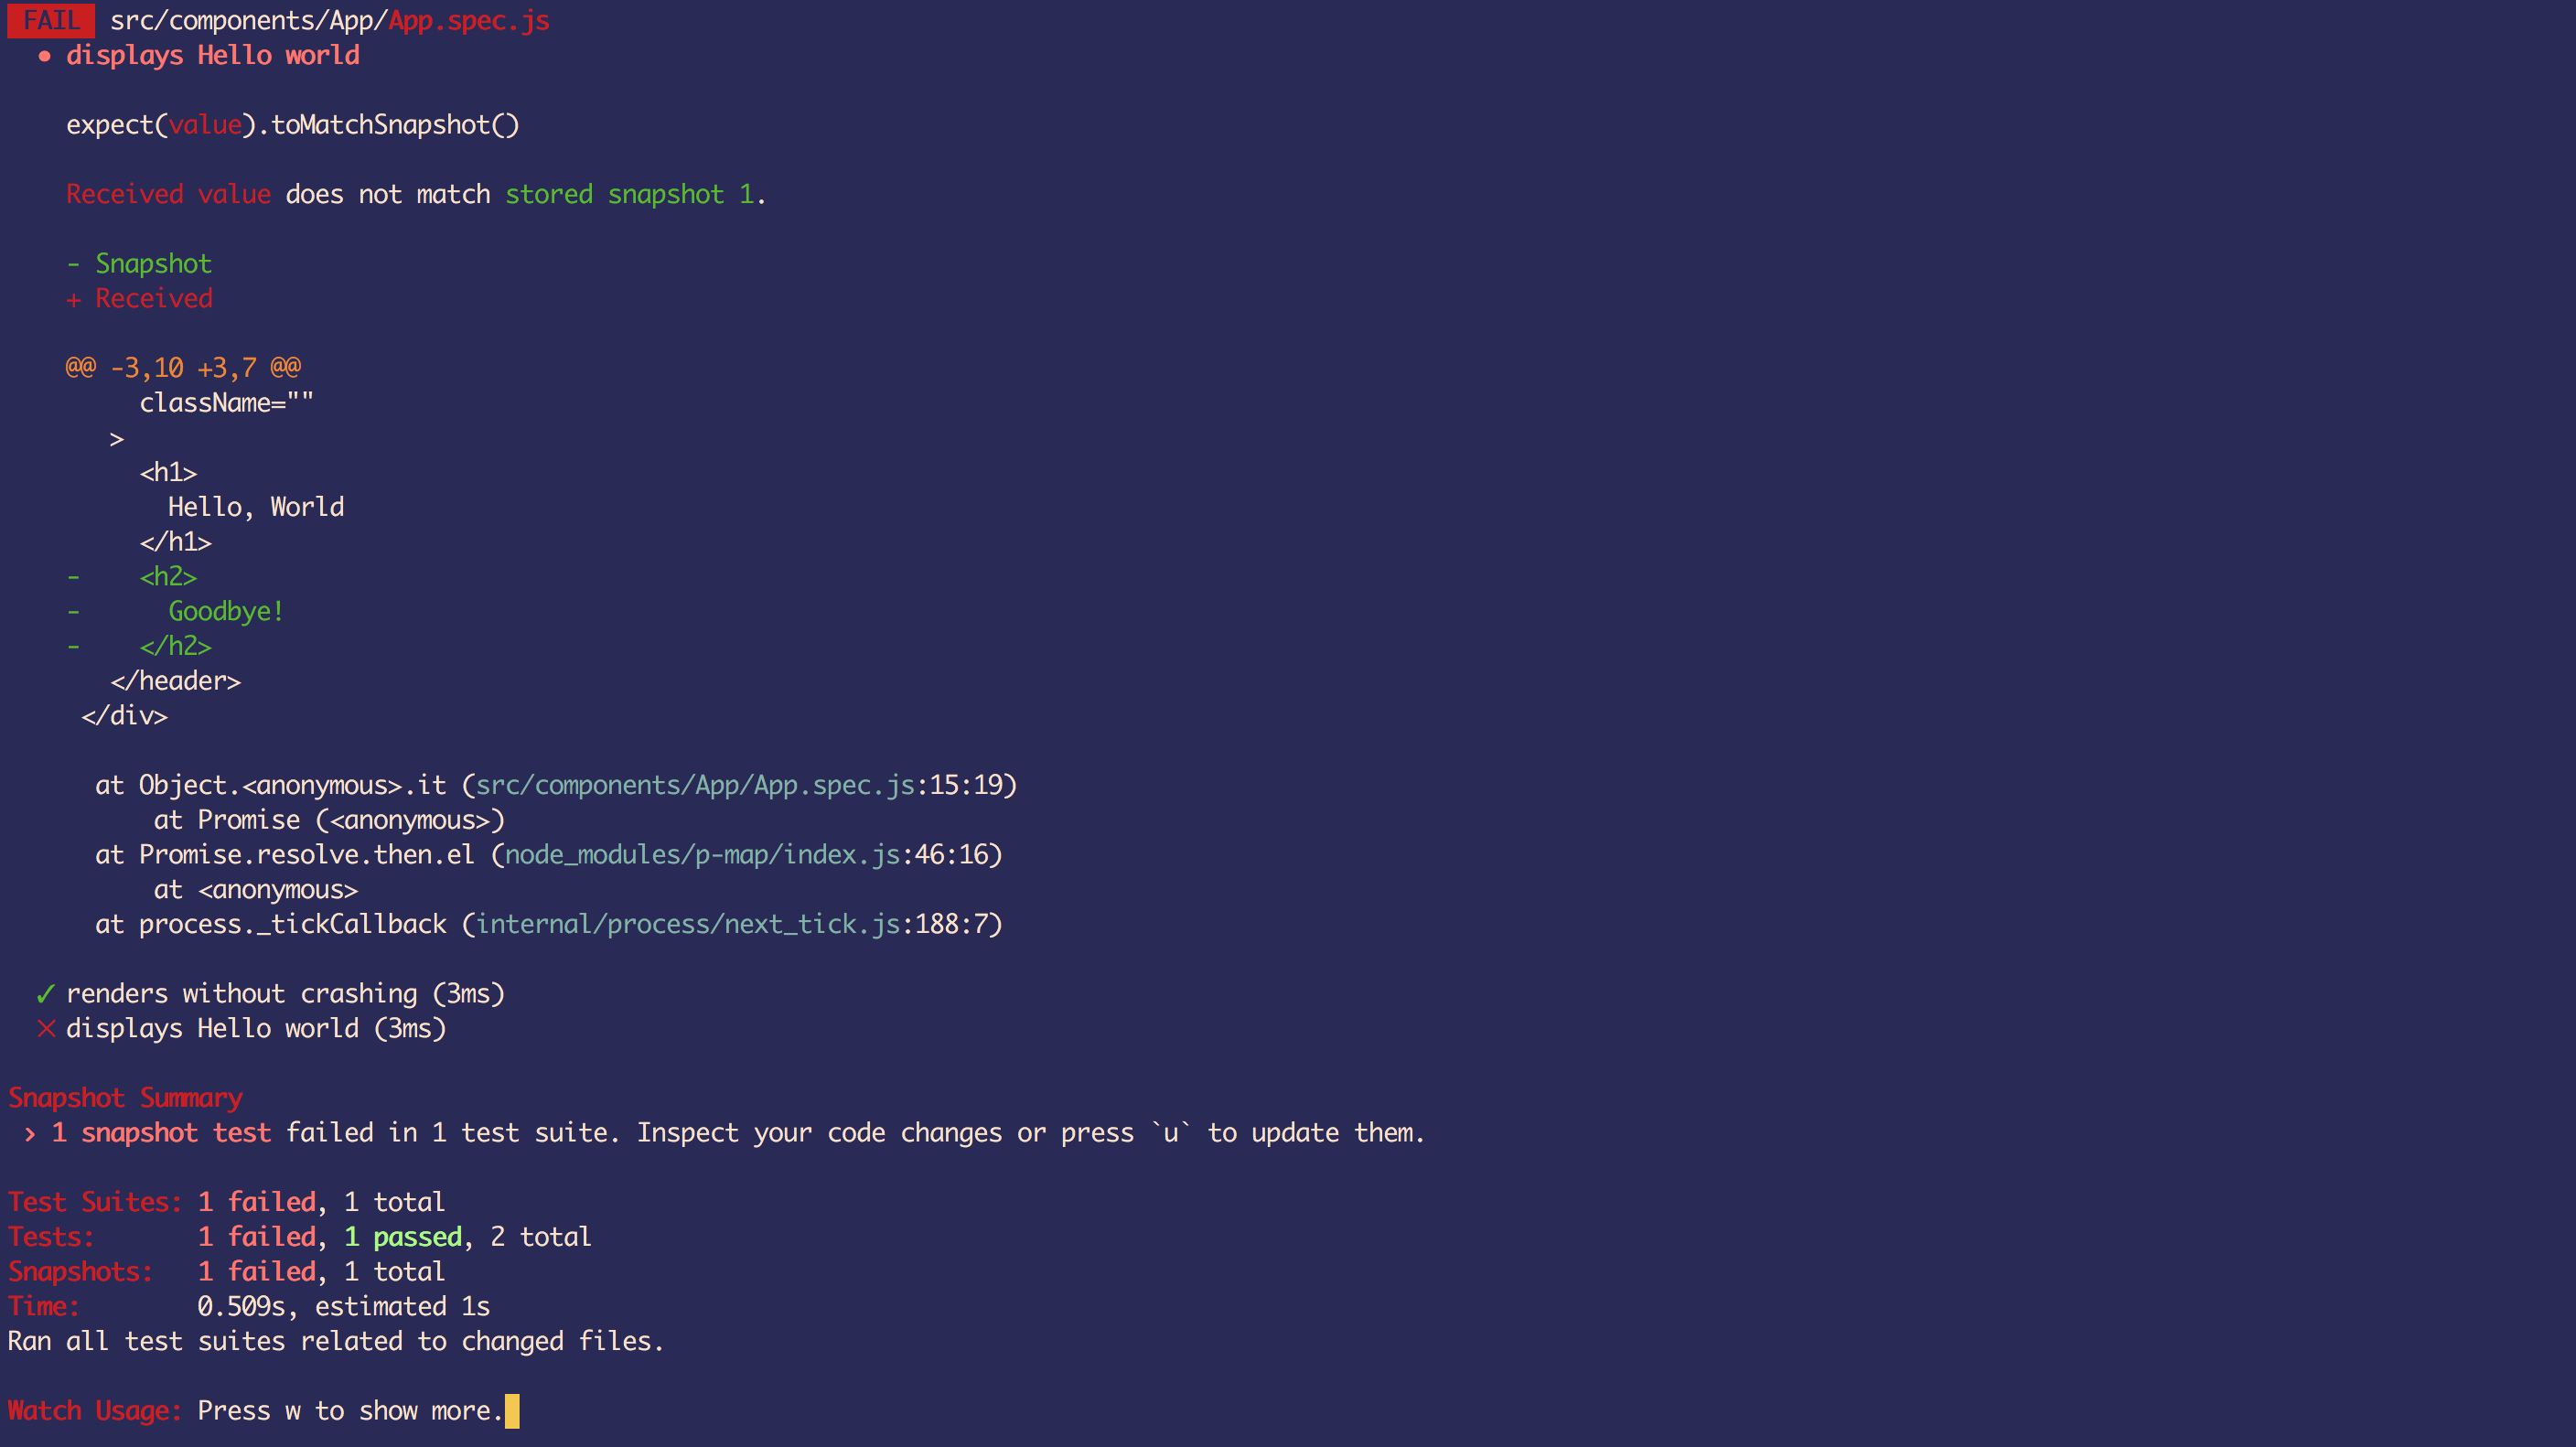 FAIL src/components/App/App.spec.js
● displays Hello world
expect(value).toMatchSnapshot()
Received value does not match stored snapshot 1.
- Snapshot
+ Received
@@ -3,10 +3,7 @@
className=""
>
<h1>
Hello, World
</h1>
- <h2>
- Goodbye!
- </h2>
</header>
</div>
at Object.<anonymous>.it (src/components/App/App.spec.js:15:19)
at Promise (<anonymous>)
at Promise.resolve.then.el (node_modules/p-map/index.js:46:16)
at <anonymous>
at process._tickCallback (internal/process/next_tick.js:188:7)
✓ renders without crashing (3ms)
✕ displays Hello world (3ms)
Snapshot Summary
› 1 snapshot test failed in 1 test suite. Inspect your code changes or press `u` to update them.
Test Suites: 1 failed, 1 total
Tests: 1 failed, 1 passed, 2 total
Snapshots: 1 failed, 1 total
Time: 0.509s, estimated 1s
Ran all test suites related to changed files.
Watch Usage: Press w to show more.